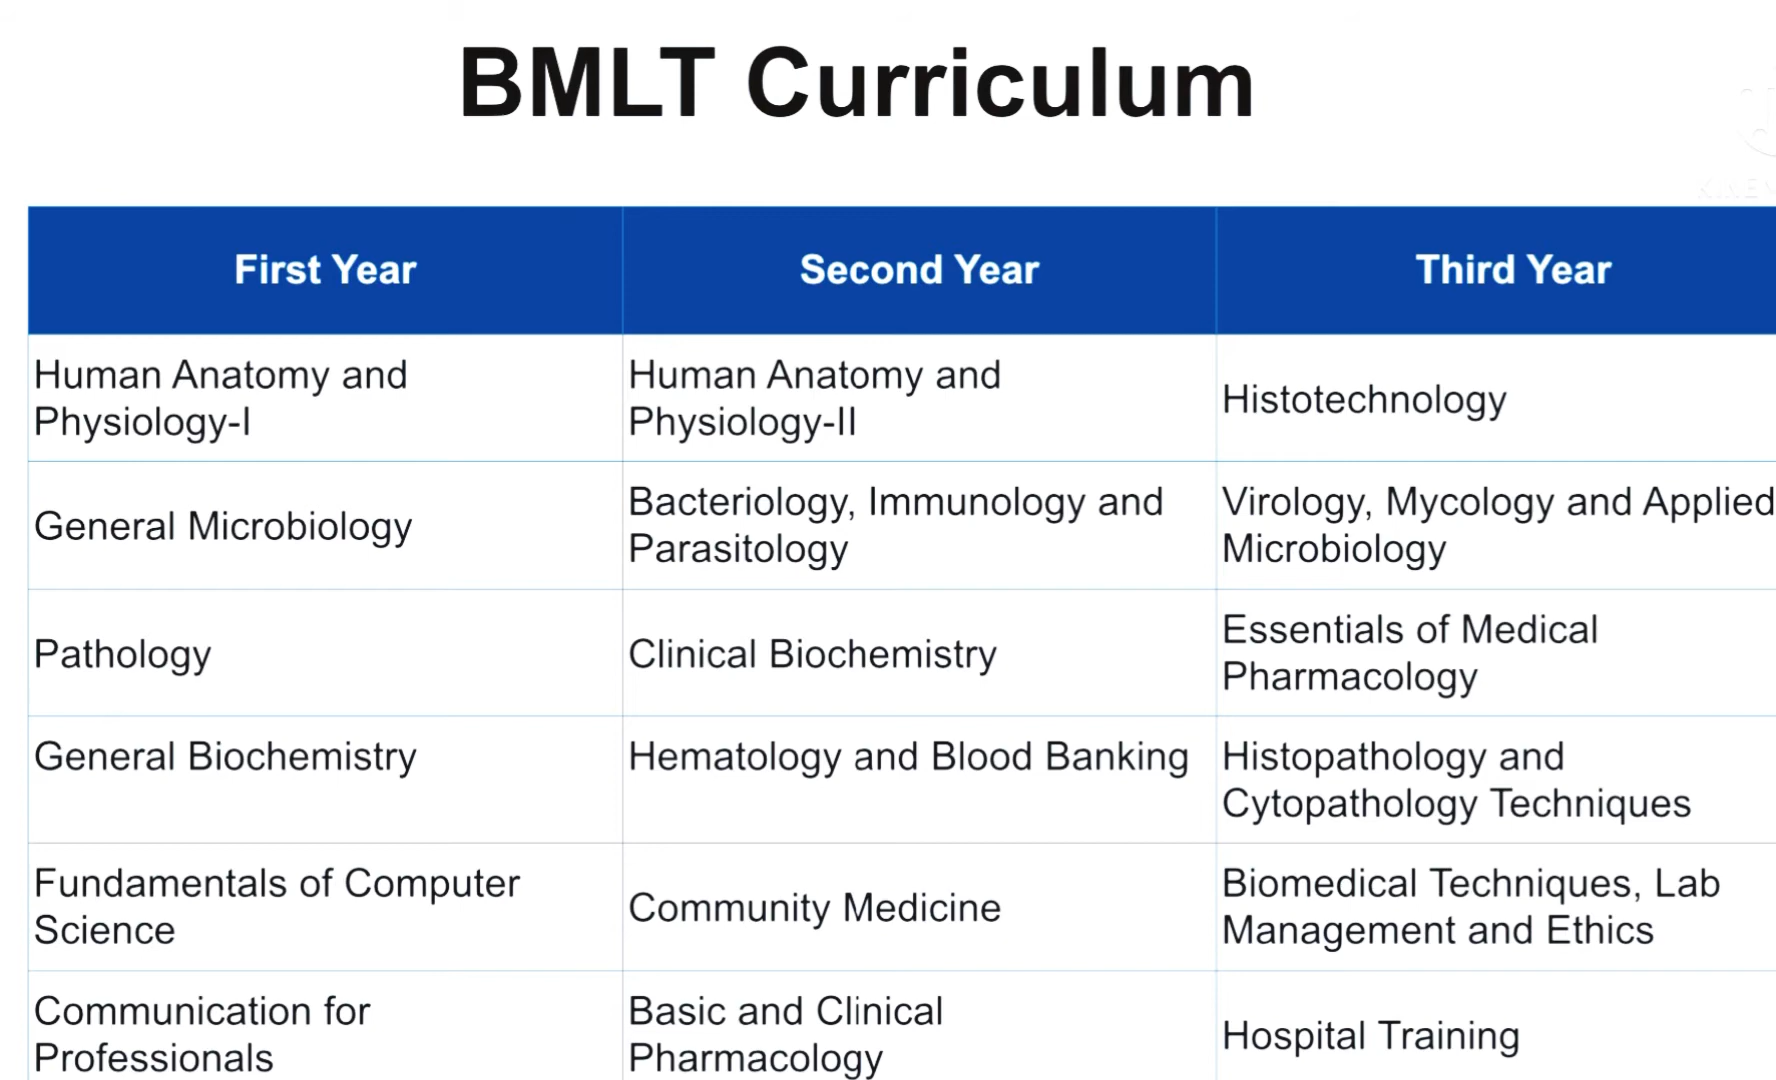 BMLT Curriculum
First Year
Second Year
Third Year
Human Anatomy and
Physiology-I
Human Anatomy and
Physiology-II
Histotechnology
General Microbiology
Bacteriology, Immunology and
Parasitology
Virology, Mycology and Applied
Microbiology
Pathology
Clinical Biochemistry
Essentials of Medical
Pharmacology
General Biochemistry
Hematology and Blood Banking
Histopathology and
Cytopathology Techniques
Fundamentals of Computer
Science
Community Medicine
Biomedical Techniques, Lab
Management and Ethics
Communication for
Professionals
Basic and Clinical
Pharmacology
Hospital Training